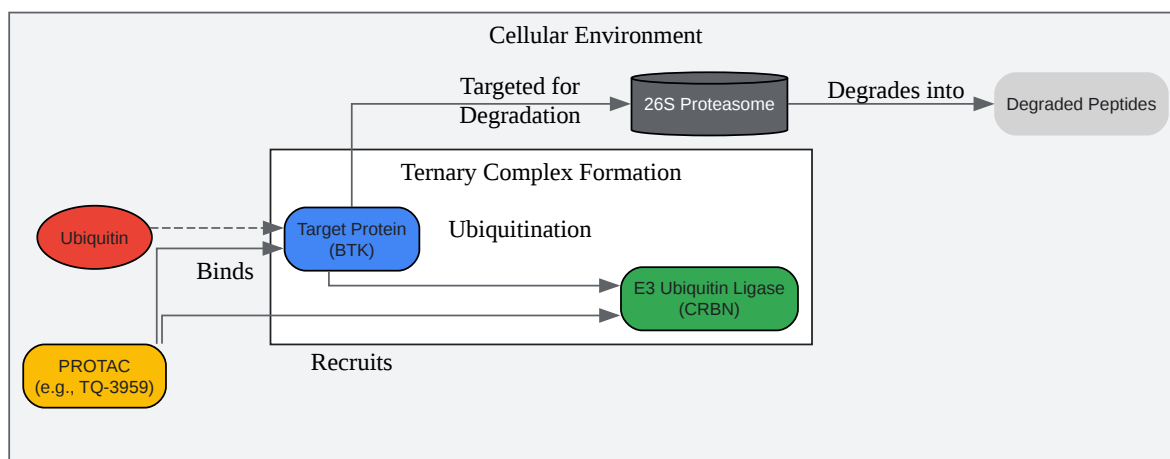 Cellular Environment
Targeted for
Degradation
26S Proteasome
Degrades into
Degraded Peptides
Ternary Complex Formation
Ubiquitin
Target Protein
(BTK)
Ubiquitination
Binds
E3 Ubiquitin Ligase
(CRBN)
Recruits
PROTAC
(e.g., TQ-3959)